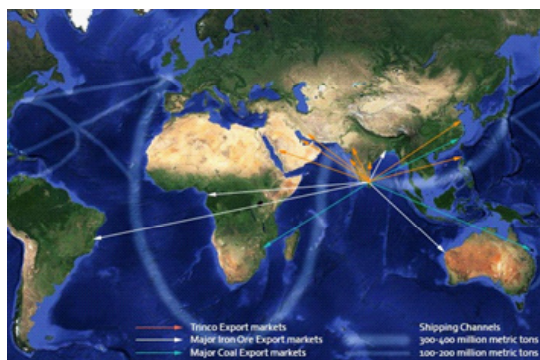 Trinco Export markets
Major Iron Ore Export markets
Major Coal Export markets
Shipping Channels
300-400 million metric tons
100-200 million metric tons